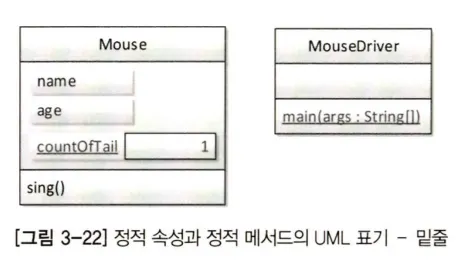 Mouse
name
age
countOfTail 1
sing()
MouseDriver
main(args : String[])
[그림 3-22] 정적 속성과 정적 메서드의 UML 표기 - 밑줄